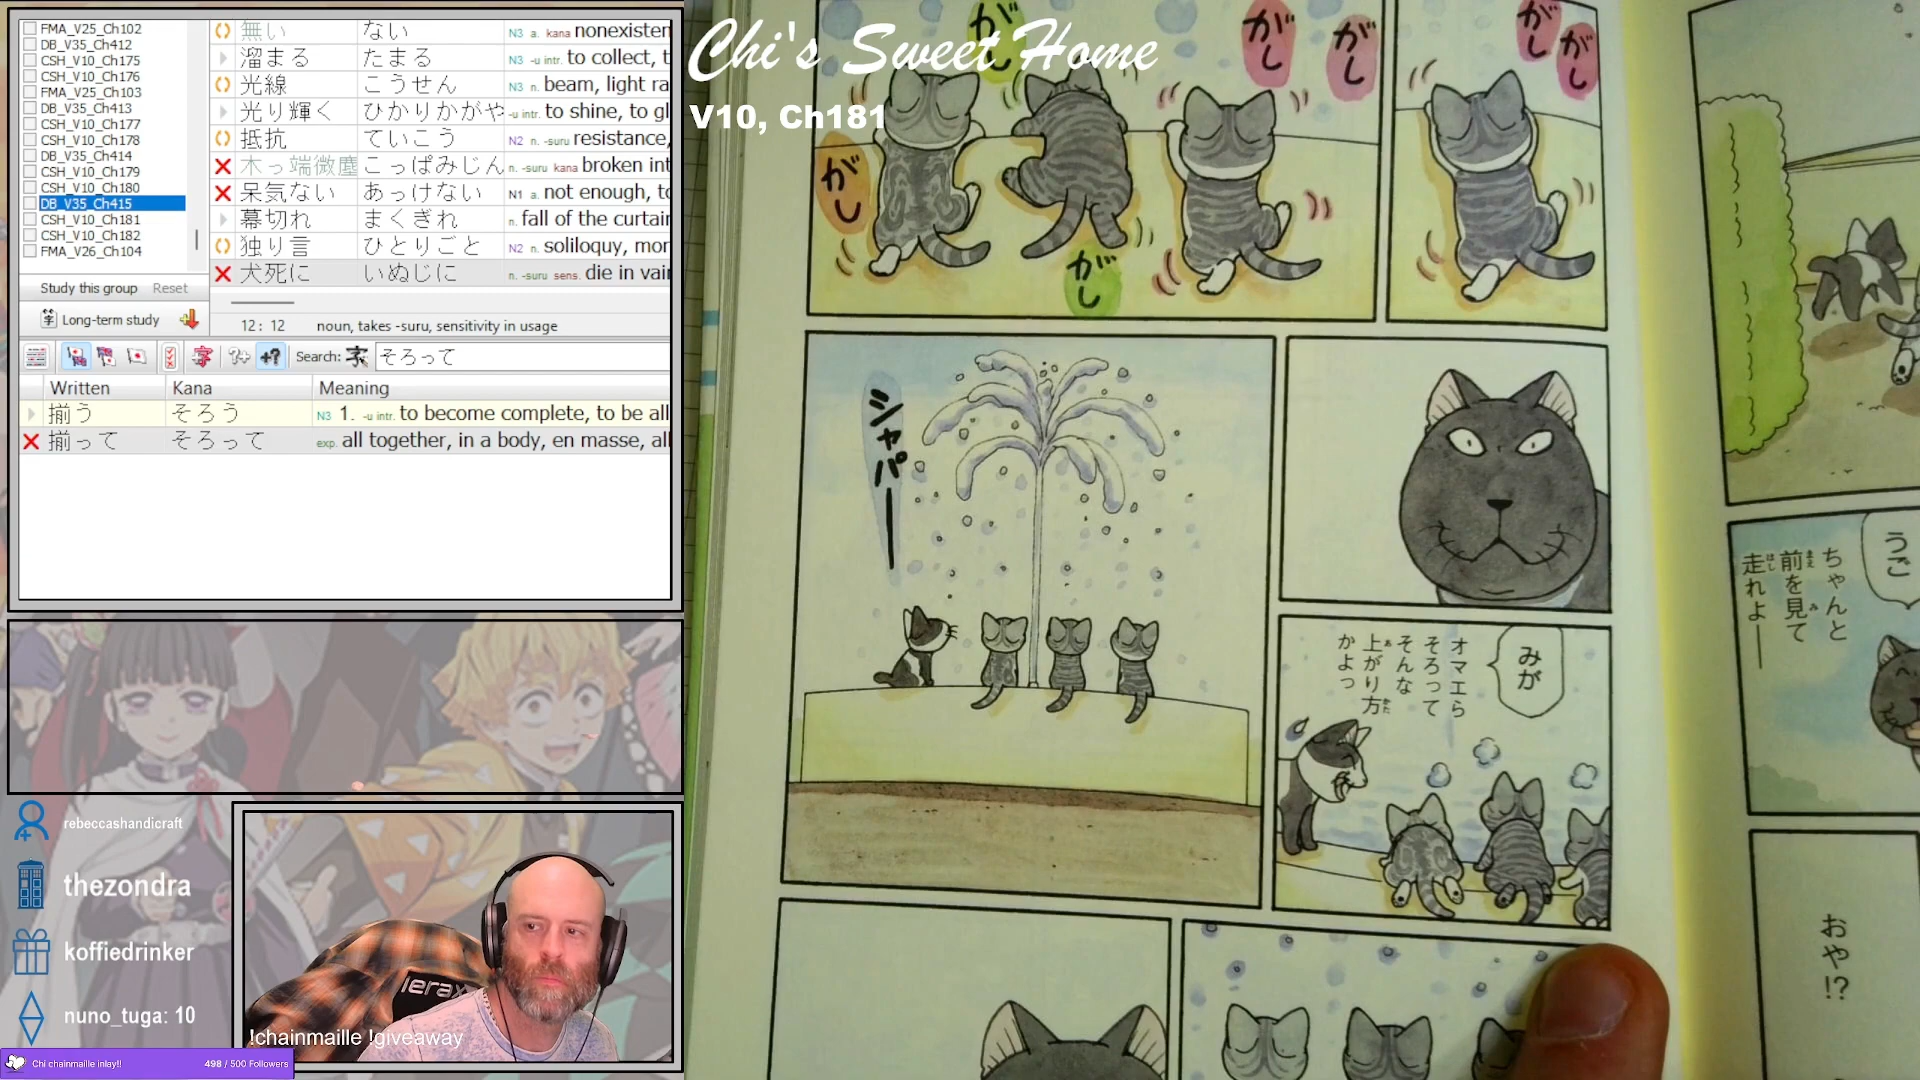 FMA_V25_Ch102
DB_V35_Ch412
CSH_V10_Ch175
CSH_V10_Ch176
FMA_V25_Ch103
DB_V35_Ch413
CSH_V10_Ch177
CSH_V10_Ch178
DB_V35_Ch414
CSH_V10_Ch179
CSH_V10_Ch180
DB_V35_Ch415
CSH_V10_Ch181
CSH_V10_Ch182
FMA_V26_Ch104
Study this group Reset
Long-term study
無い ない N3 a. kana nonexisten
溜まる たまる N3 -u intr. to collect, t
光線 こうせん N3 n. beam, light ra
光り輝く ひかりかがや -u intr. to shine, to gl
抵抗 ていこう N2 n. -suru resistance,
木っ端微塵 こっぱみじん n. -suru kana broken int
呆気ない あっけない N1 a. not enough, to
幕切れ まくぎれ n. fall of the curtain
独り言 ひとりごと N2 n. soliloquy, mor
犬死に いぬじに n. -suru sens. die in vain
12: 12 noun, takes -suru, sensitivity in usage
Search: そろって
Written Kana Meaning
揃う そろう N3 1. -u intr. to become complete, to be all
揃って そろって exp. all together, in a body, en masse, all
rebeccashandicraft
thezondra
koffiedrinker
nuno_tuga: 10
lerax
!chainmaille !giveaway
Chi chainmaille inlay!!
498 / 500 Followers
Chi's Sweet Home
V10, Ch181
がし
がし
がし
がし
がし
がし
がし
シャパー
みが
オマエら
そろって
そんな
上がり方
かよっ
うご
ちゃんと
前を見て
走れよー
おや!?